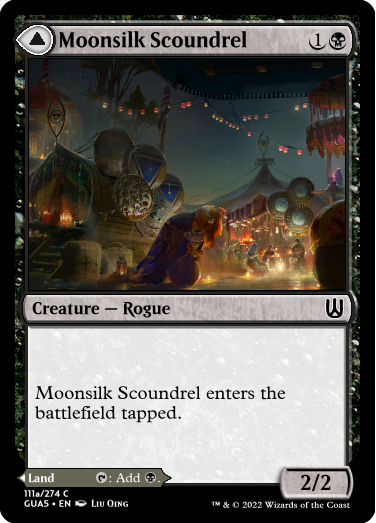 Moonsilk Scoundrel 1
Creature — Rogue
Moonsilk Scoundrel enters the
battlefield tapped.
Land : Add .
2/2
111a/274 C
GUA5 • EN Liu Qing
™ & © 2022 Wizards of the Coast